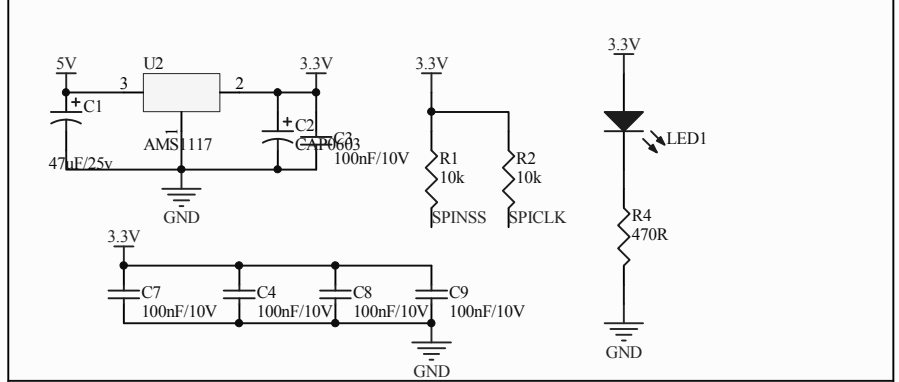 5V
U2
3.3V
3
2
C1
C2
C3
1
AMS1117
CAP0603
47uF/25v
100nF/10V
GND
3.3V
R1
10k
R2
10k
SPINSS
SPICLK
3.3V
LED1
R4
470R
GND
3.3V
C7
100nF/10V
C4
100nF/10V
C8
100nF/10V
C9
100nF/10V
GND